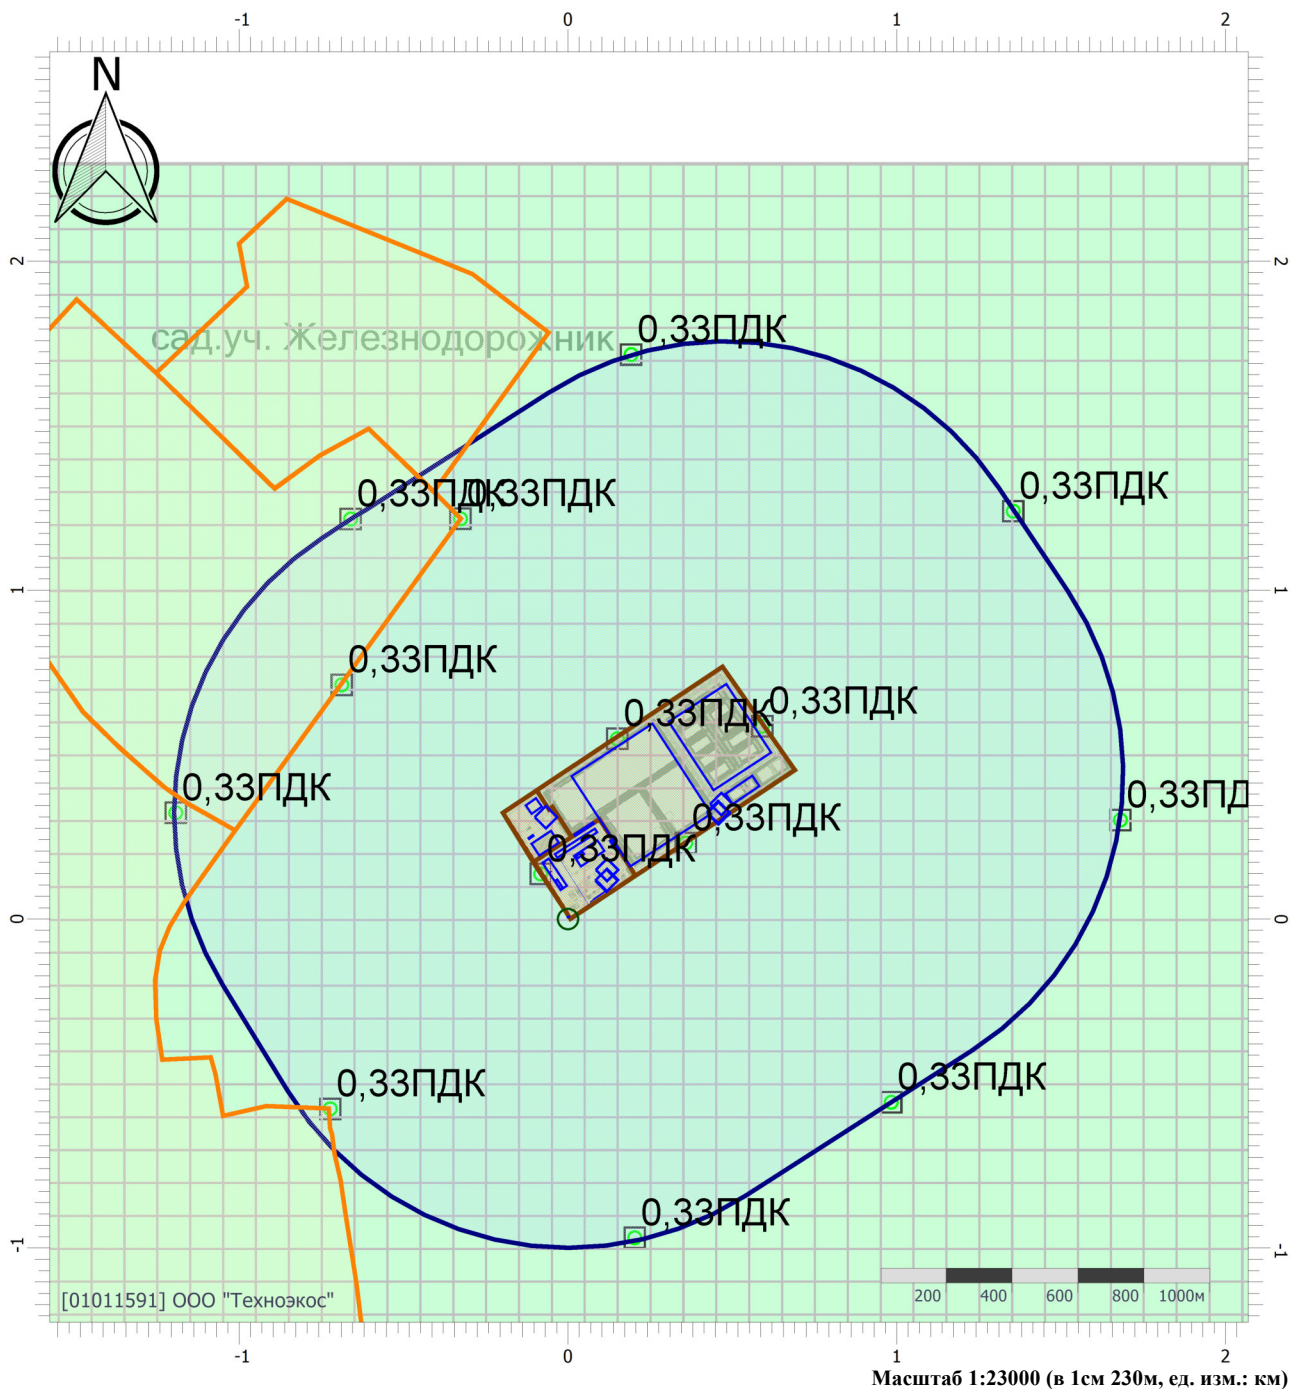 -1 0 1 2
N
2 2
0,33ПДК
сад.уч. Железнодорожник
0,33ПДК
0,33ПДК 0,33ПДК
1 1
0,33ПДК
0,33ПДК
0,33ПДК
0,33ПДК
0,33ПД
0,33ПДК
0,33ПДК
0 0
0,33ПДК
0,33ПДК
0,33ПДК
-1 -1
200 400 600 800 1000м
[01011591] ООО "Техноэкос"
-1 0 1 2
Масштаб 1:23000 (в 1см 230м, ед. изм.: км)